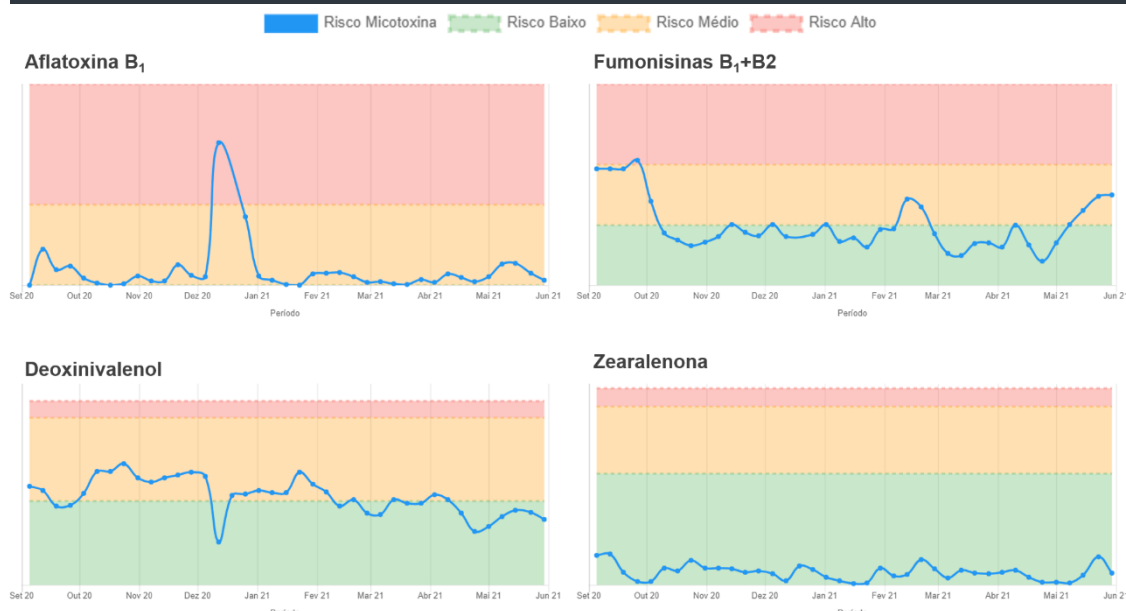 Risco Micotoxina Risco Baixo Risco Médio Risco Alto
Aflatoxina B₁
Set 20 Out 20 Nov 20 Dez 20 Jan 21 Fev 21 Mar 21 Abr 21 Mai 21 Jun 21
Período
Fumonisinas B₁+B2
Set 20 Out 20 Nov 20 Dez 20 Jan 21 Fev 21 Mar 21 Abr 21 Mai 21 Jun 21
Período
Deoxinivalenol
Set 20 Out 20 Nov 20 Dez 20 Jan 21 Fev 21 Mar 21 Abr 21 Mai 21 Jun 21
Período
Zearalenona
Set 20 Out 20 Nov 20 Dez 20 Jan 21 Fev 21 Mar 21 Abr 21 Mai 21 Jun 21
Período